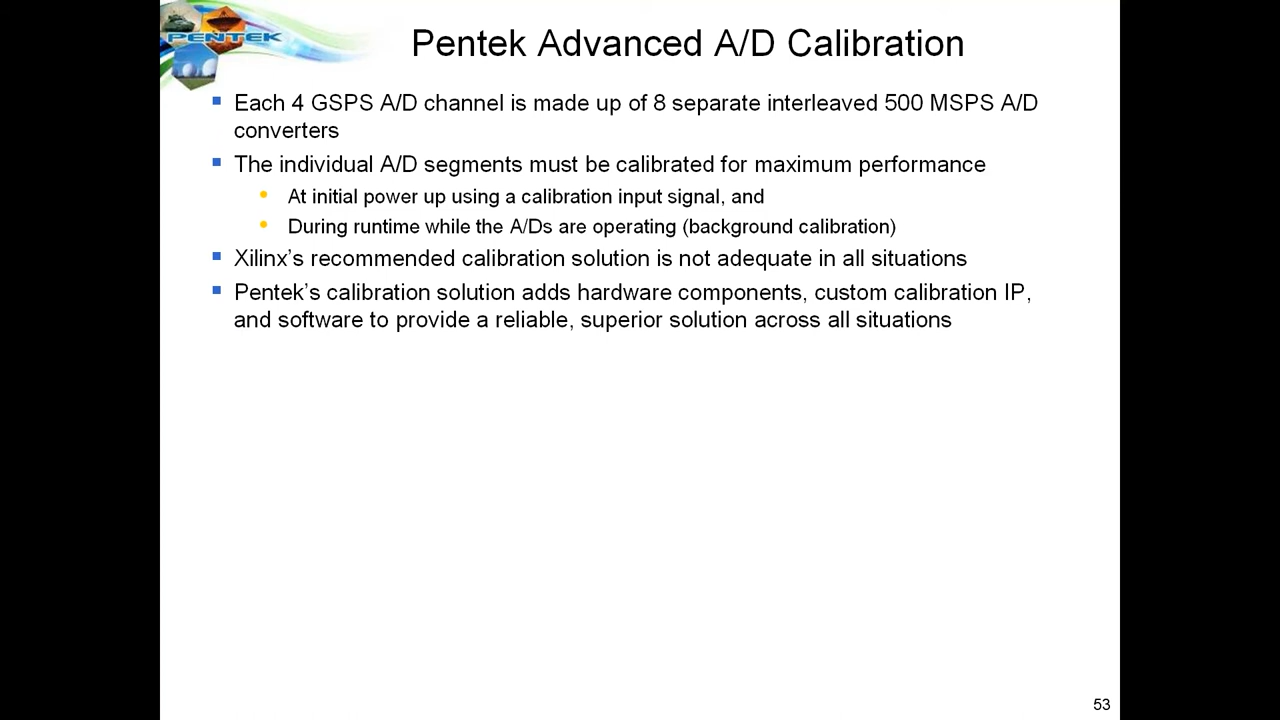 PENTEK
Pentek Advanced A/D Calibration
Each 4 GSPS A/D channel is made up of 8 separate interleaved 500 MSPS A/D
converters
The individual A/D segments must be calibrated for maximum performance
At initial power up using a calibration input signal, and
During runtime while the A/Ds are operating (background calibration)
Xilinx’s recommended calibration solution is not adequate in all situations
Pentek’s calibration solution adds hardware components, custom calibration IP,
and software to provide a reliable, superior solution across all situations
53